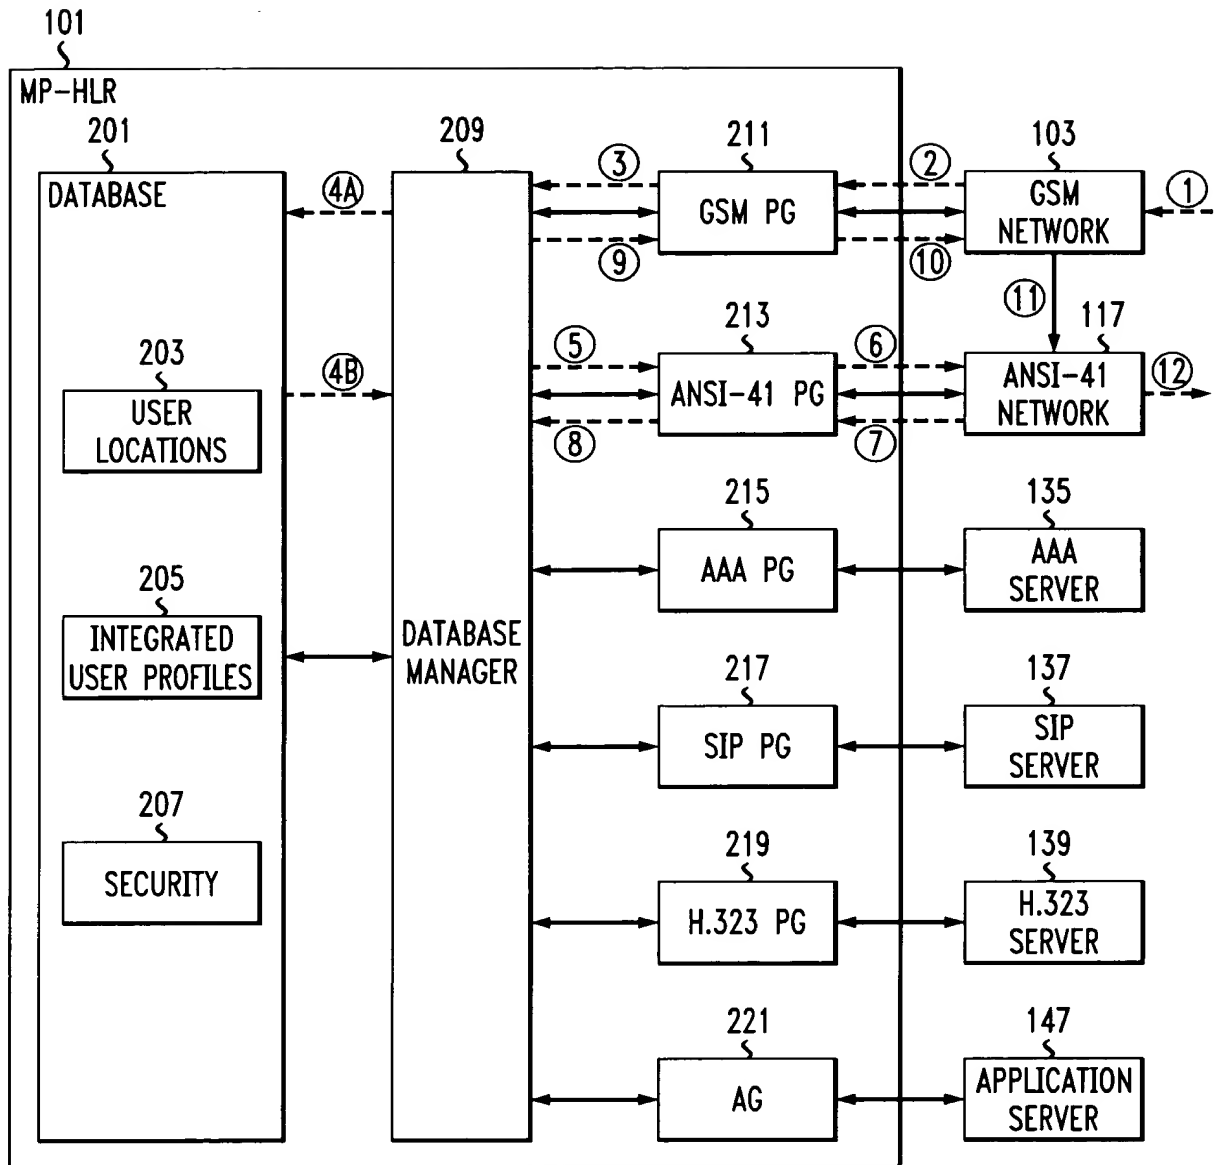 101
MP-HLR
201
209
211
103
DATABASE
4A
3
2
1
GSM PG
GSM
NETWORK
9
10
11
203
4B
5
213
6
117
USER
LOCATIONS
ANSI-41 PG
ANSI-41
NETWORK
12
8
7
215
135
AAA PG
AAA
SERVER
205
INTEGRATED
USER PROFILES
DATABASE
MANAGER
217
137
SIP PG
SIP
SERVER
207
SECURITY
219
139
H.323 PG
H.323
SERVER
221
147
AG
APPLICATION
SERVER